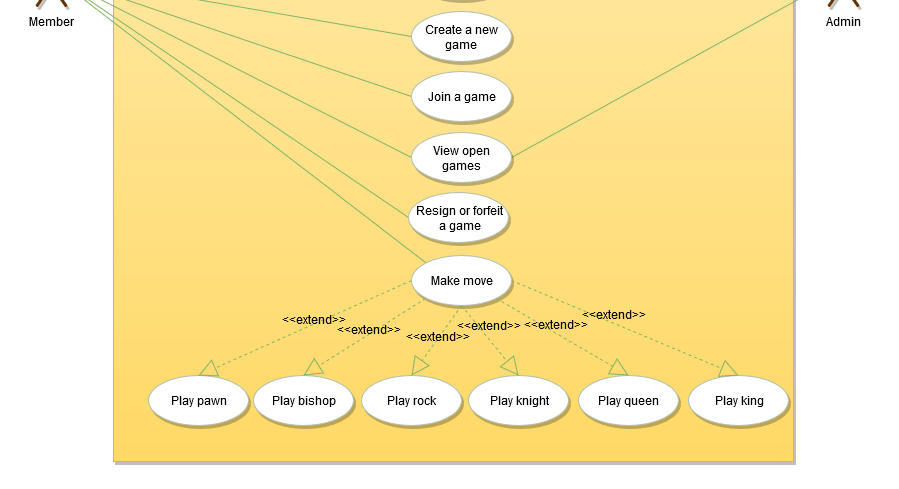 Member
Admin
Create a new
game
Join a game
View open
games
Resign or forfeit
a game
Make move
<<extend>>
<<extend>>
<<extend>>
<<extend>>
<<extend>>
<<extend>>
Play pawn
Play bishop
Play rock
Play knight
Play queen
Play king